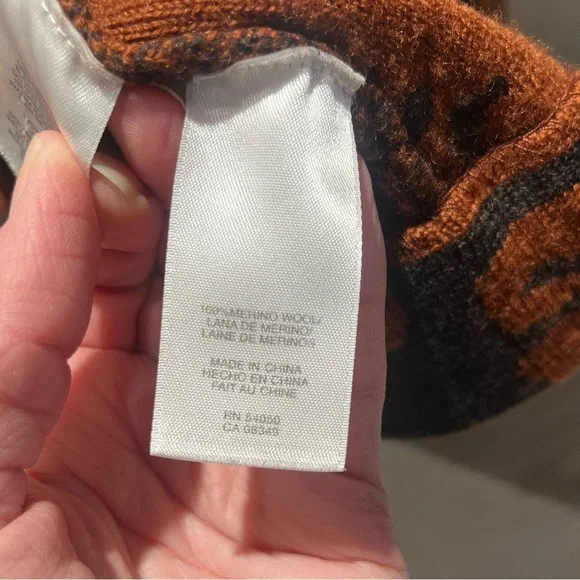 100%MERINO WOOL/
LANA DE MERINO/
LAINE DE MERINOS
MADE IN CHINA
HECHO EN CHINA
FAIT AU CHINE
RN 54050
CA 08349